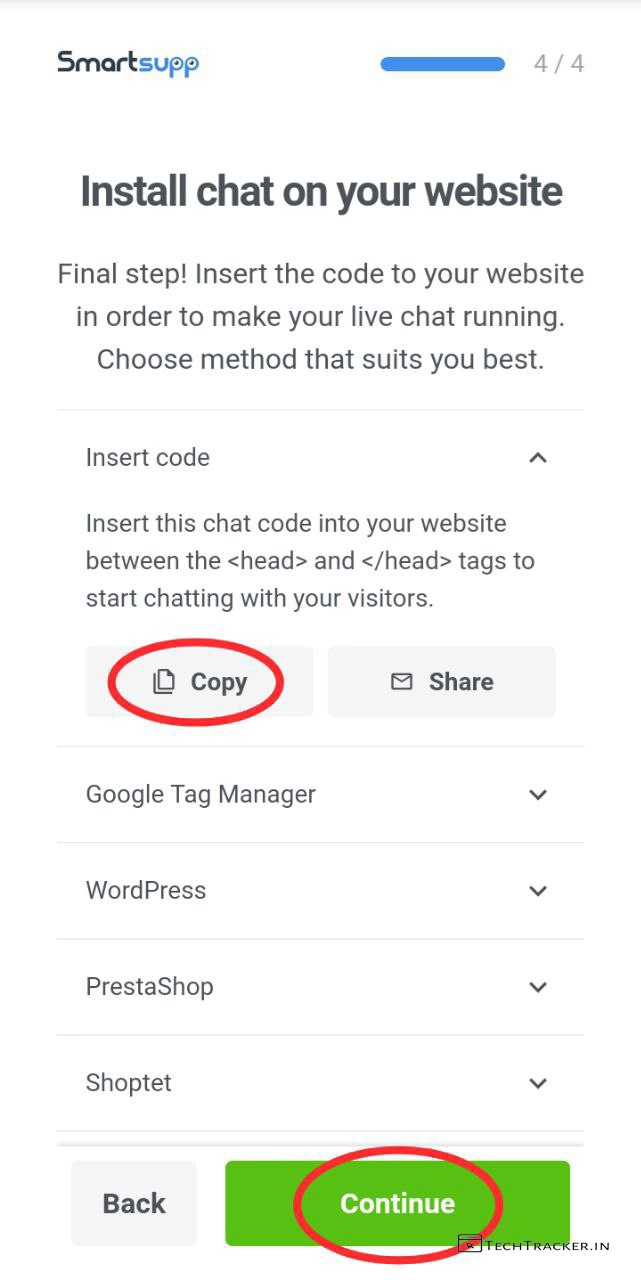 Smartsupp
4 / 4
Install chat on your website
Final step! Insert the code to your website
in order to make your live chat running.
Choose method that suits you best.
Insert code
Insert this chat code into your website
between the <head> and </head> tags to
start chatting with your visitors.
Copy
Share
Google Tag Manager
WordPress
PrestaShop
Shoptet
Back
Continue
TechTracker.in